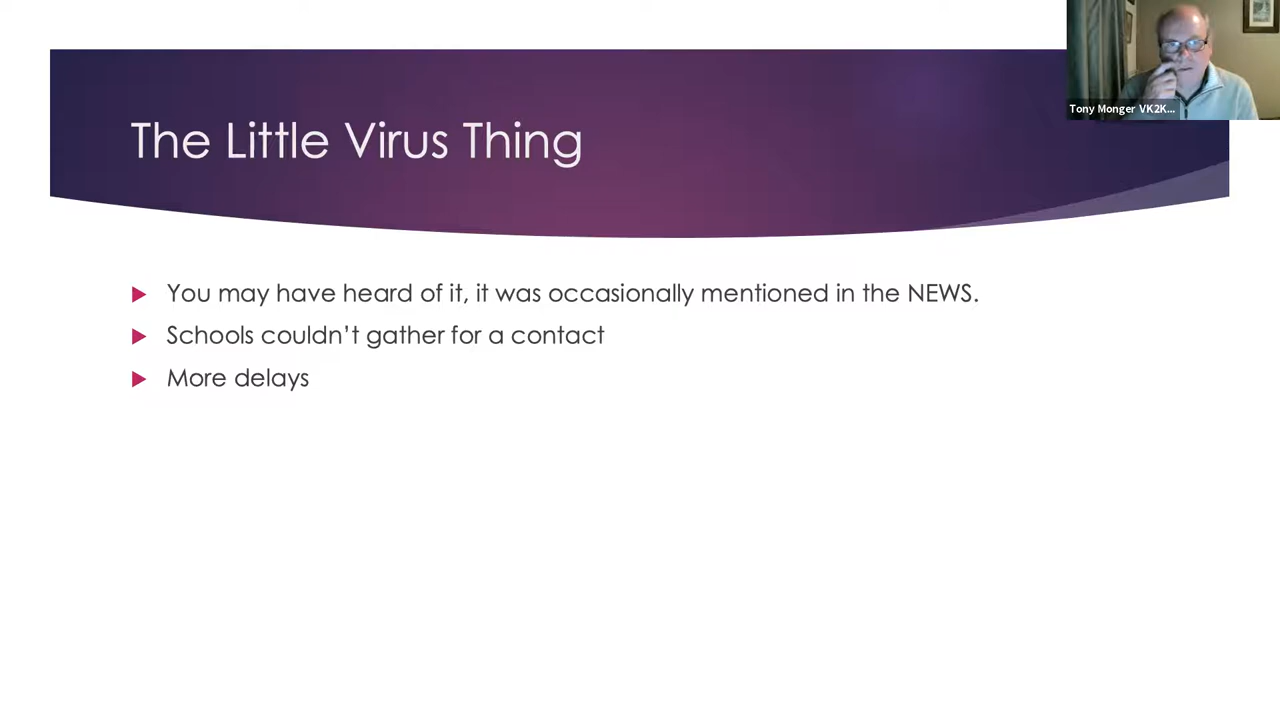 The Little Virus Thing
Tony Monger VK2K...
You may have heard of it, it was occasionally mentioned in the NEWS.
Schools couldn’t gather for a contact
More delays